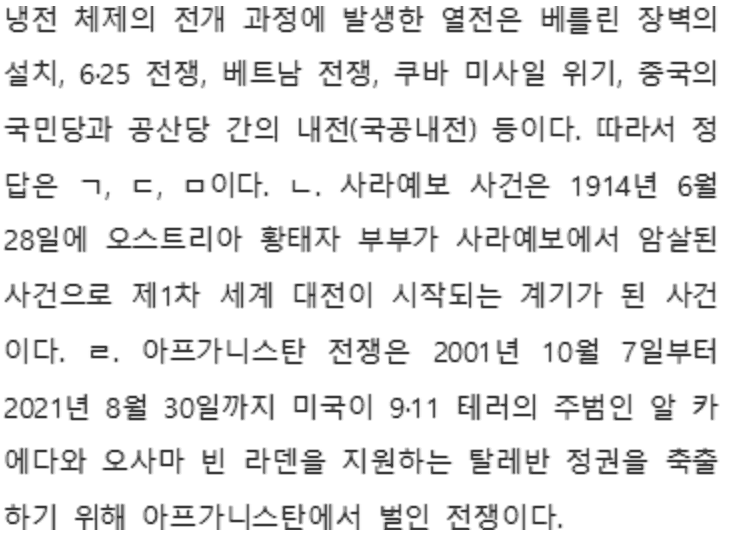 냉전 체제의 전개 과정에 발생한 열전은 베를린 장벽의
설치, 6·25 전쟁, 베트남 전쟁, 쿠바 미사일 위기, 중국의
국민당과 공산당 간의 내전(국공내전) 등이다. 따라서 정
답은 ㄱ, ㄷ, ㅁ이다. ㄴ. 사라예보 사건은 1914년 6월
28일에 오스트리아 황태자 부부가 사라예보에서 암살된
사건으로 제1차 세계 대전이 시작되는 계기가 된 사건
이다. ㄹ. 아프가니스탄 전쟁은 2001년 10월 7일부터
2021년 8월 30일까지 미국이 9·11 테러의 주범인 알 카
에다와 오사마 빈 라덴을 지원하는 탈레반 정권을 축출
하기 위해 아프가니스탄에서 벌인 전쟁이다.